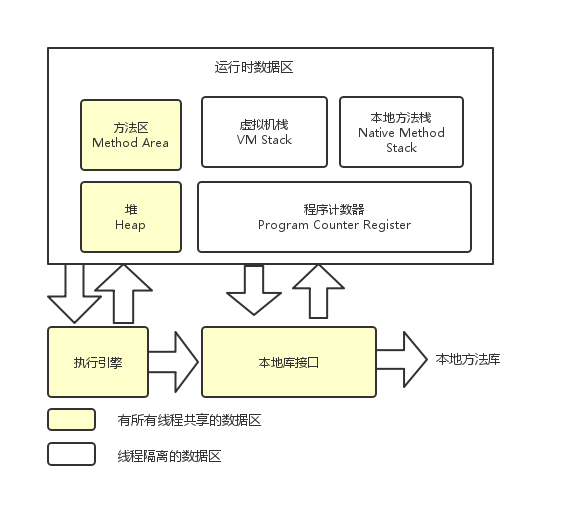 运行时数据区
方法区
Method Area
虚拟机栈
VM Stack
本地方法栈
Native Method
Stack
堆
Heap
程序计数器
Program Counter Register
执行引擎
本地库接口
本地方法库
有所有线程共享的数据区
线程隔离的数据区